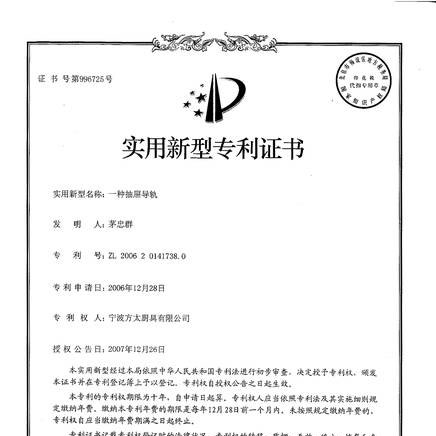 证 书 号第996725号
印 花 税
代扣专用章
实用新型专利证书
实用新型名称：一种抽屉导轨
发 明 人：茅忠群
专 利 号：ZL 2006 2 0141738.0
专利申请日：2006年12月28日
专 利 权 人：宁波方太厨具有限公司
授权公告日：2007年12月26日
本实用新型经过本局依照中华人民共和国专利法进行初步审查，决定授予专利权，颁发
本证书并在专利登记簿上予以登记。专利权自授权公告之日起生效。
本专利的专利权期限为十年，自申请日起算。专利权人应当依照专利法及其实施细则规
定缴纳年费。缴纳本专利年费的期限是每年12月28日前一个月内。未按照规定缴纳年费的，
专利权自应当缴纳年费期满之日起终止。